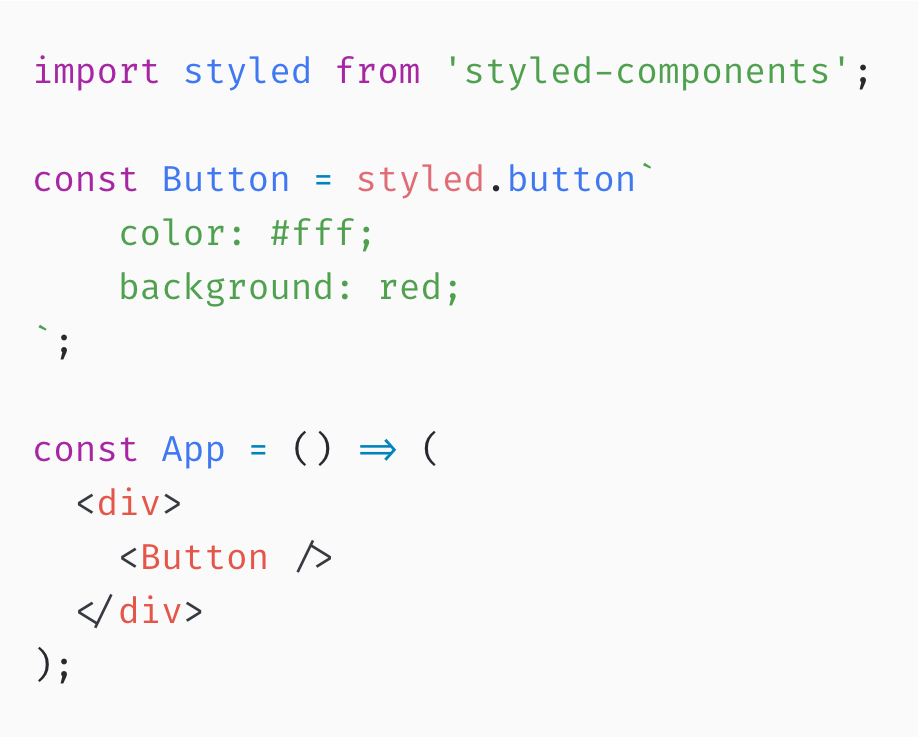 import styled from 'styled-components';

const Button = styled.button`
    color: #fff;
    background: red;
`;

const App = () => (
  <div>
    <Button />
  </div>
);